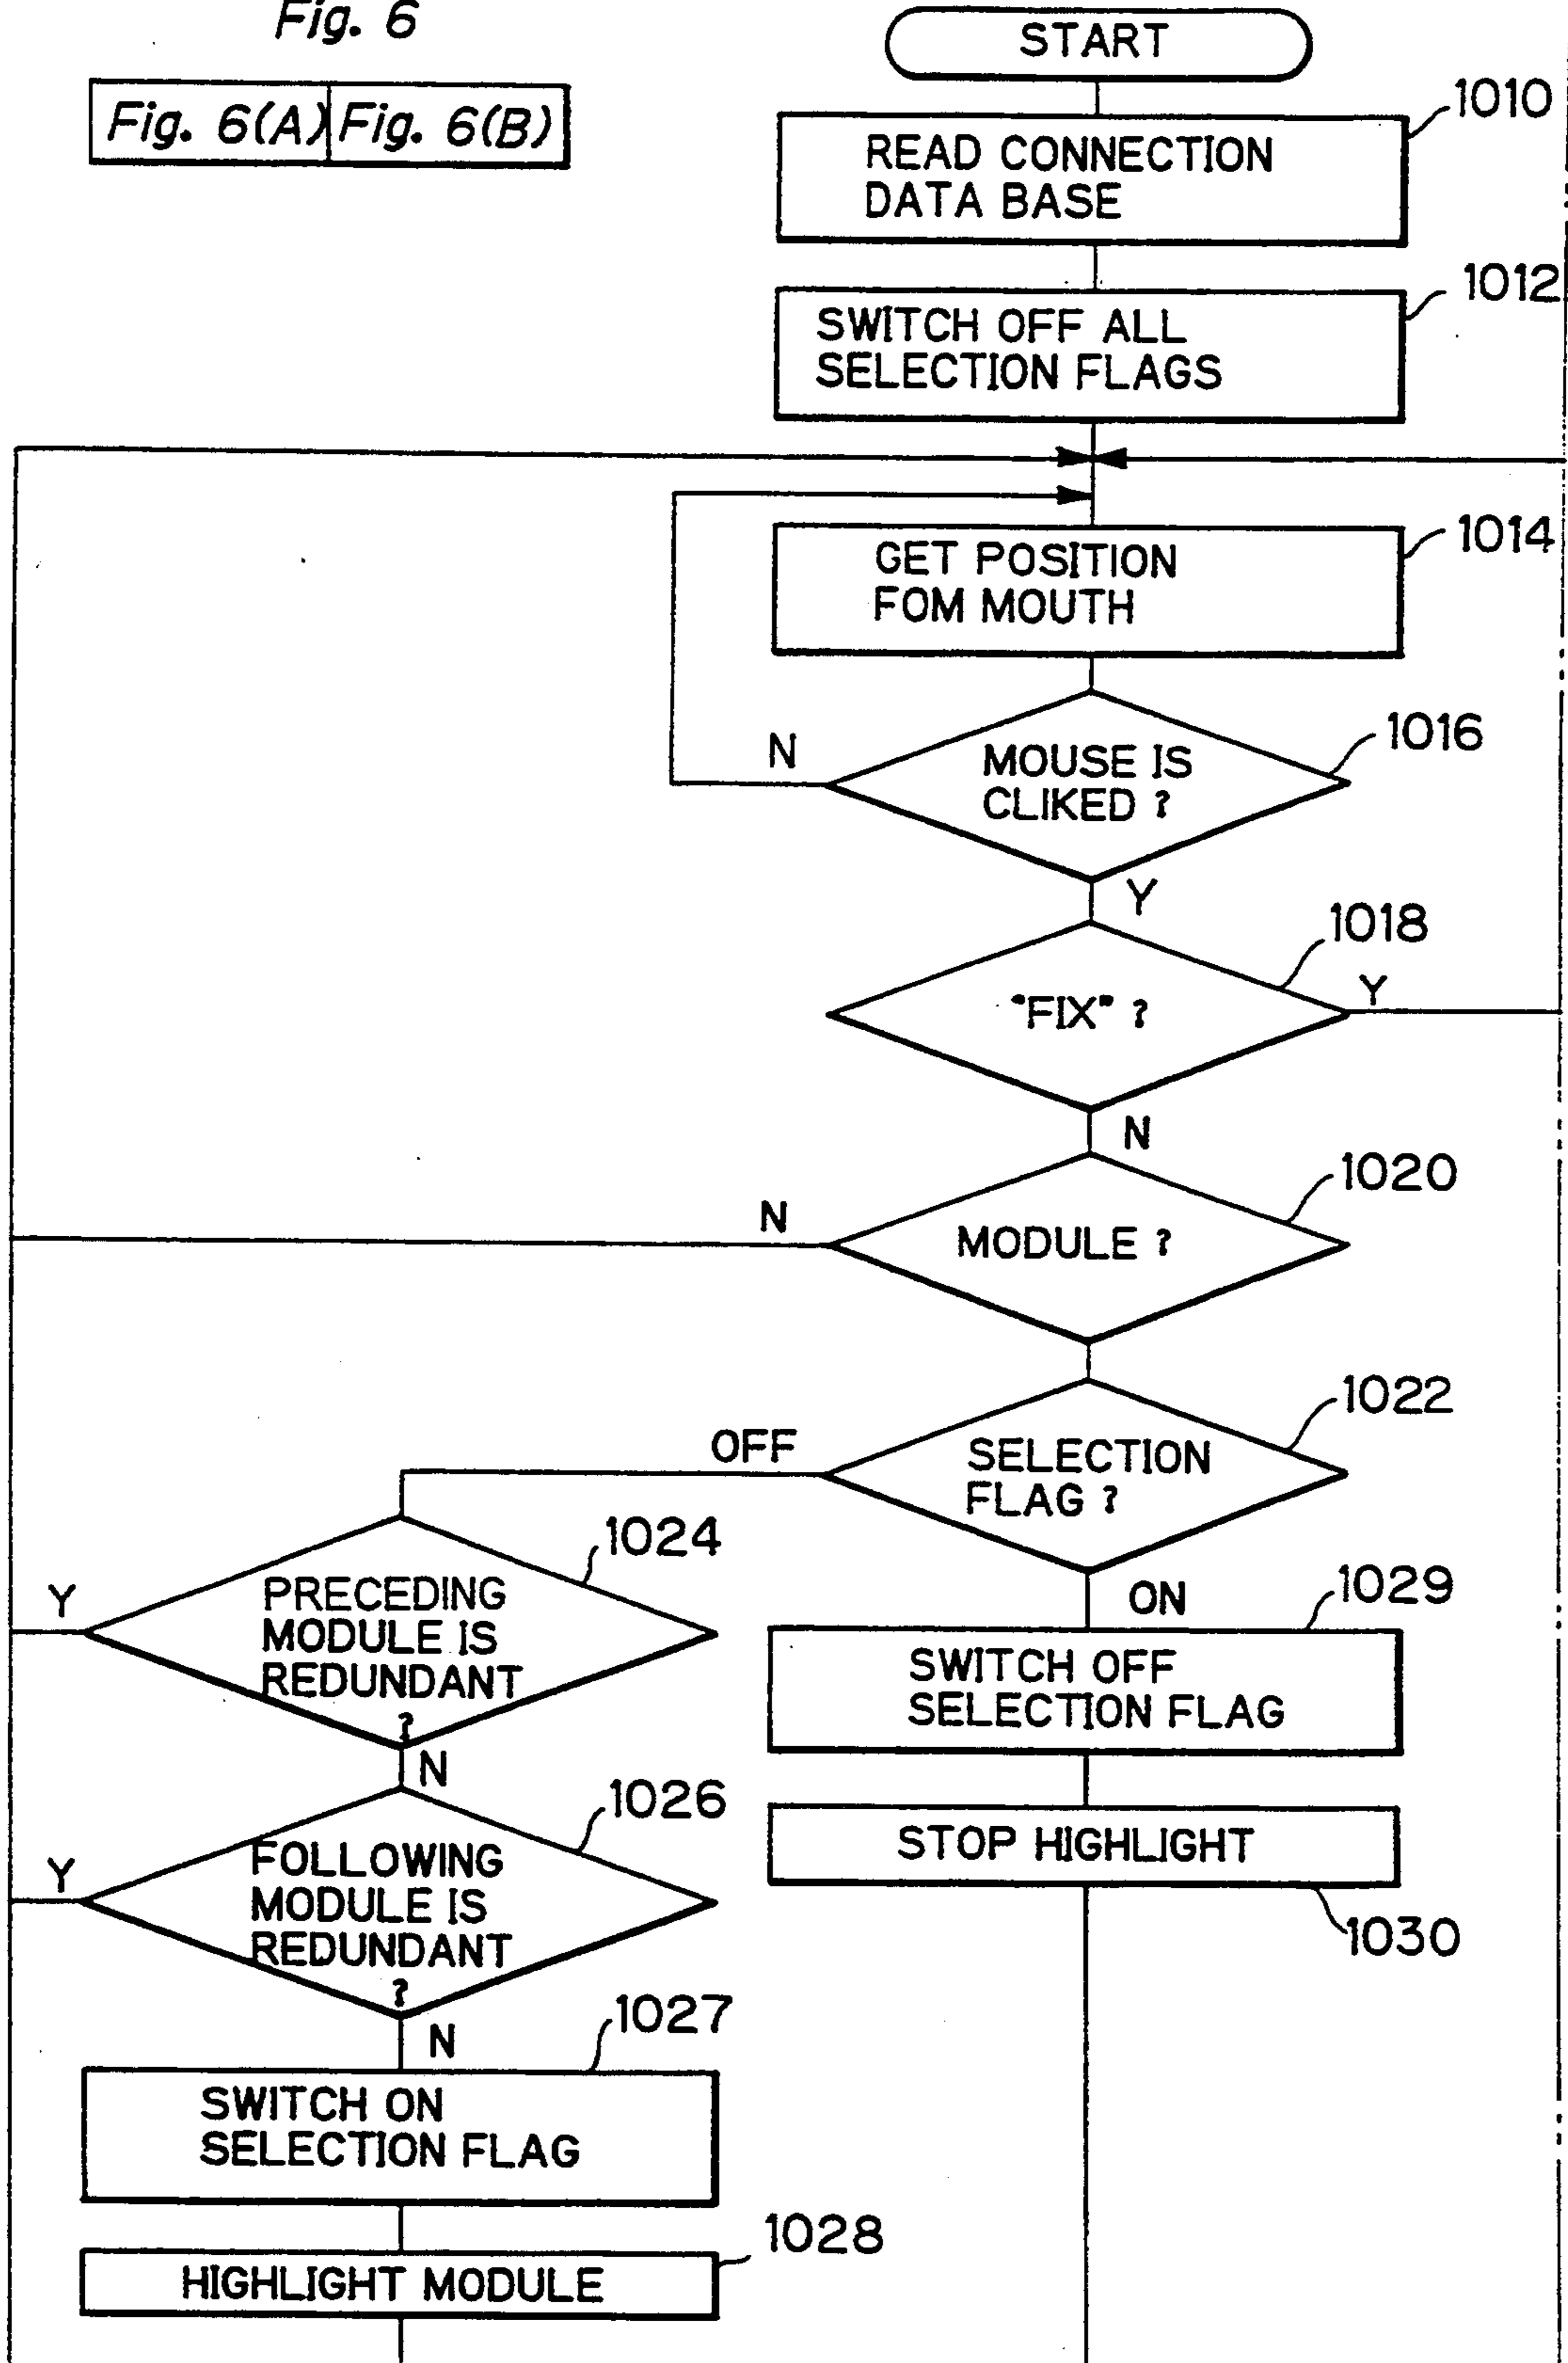 Fig. 6
Fig. 6(A) Fig. 6(B)
START
1010
READ CONNECTION
DATA BASE
1012
SWITCH OFF ALL
SELECTION FLAGS
1014
GET POSITION
FOM MOUTH
1016
N
MOUSE IS
CLIKED ?
Y
1018
"FIX" ?
Y
N
1020
N
MODULE ?
1022
OFF
SELECTION
FLAG ?
1024
Y
PRECEDING
MODULE IS
REDUNDANT
?
N
ON
1029
SWITCH OFF
SELECTION FLAG
1026
Y
FOLLOWING
MODULE IS
REDUNDANT
?
STOP HIGHLIGHT
1030
N
1027
SWITCH ON
SELECTION FLAG
1028
HIGHLIGHT MODULE